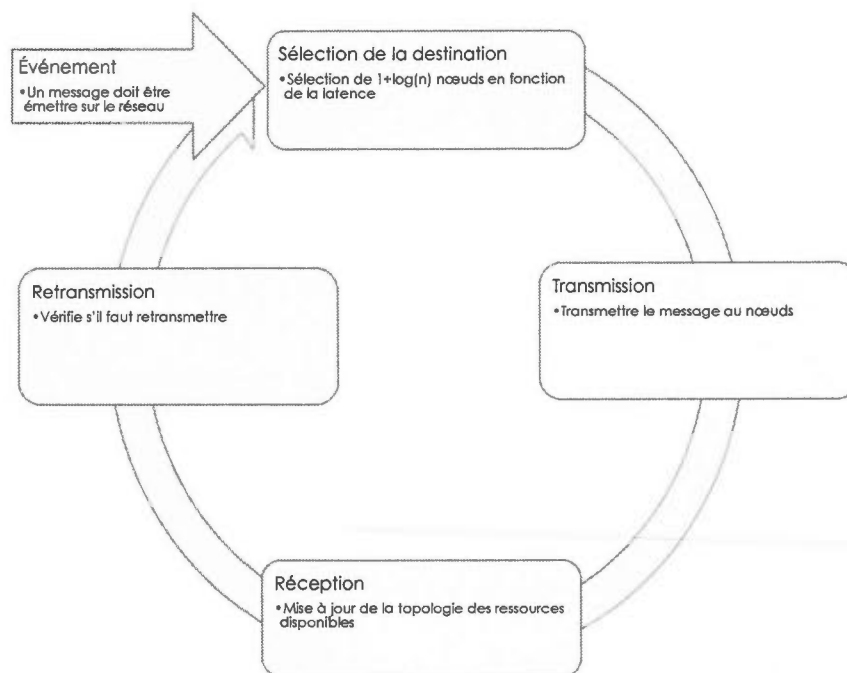 Événement
•Un message doit être
émettre sur le réseau
Sélection de la destination
•Sélection de 1+log(n) nœuds en fonction
de la latence
Retransmission
•Vérifie s'il faut retransmettre
Transmission
•Transmettre le message au nœuds
Réception
•Mise à jour de la topologie des ressources
disponibles